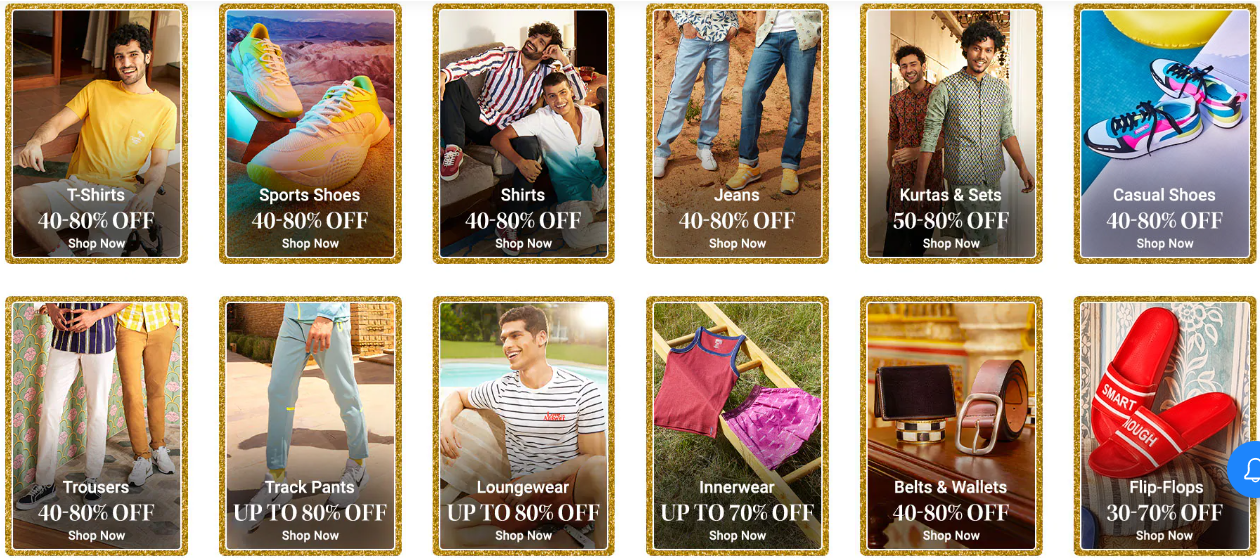 T-Shirts
40-80% OFF
Shop Now
Sports Shoes
40-80% OFF
Shop Now
Shirts
40-80% OFF
Shop Now
Jeans
40-80% OFF
Shop Now
Kurtas & Sets
50-80% OFF
Shop Now
Casual Shoes
40-80% OFF
Shop Now
Trousers
40-80% OFF
Shop Now
Track Pants
UP TO 80% OFF
Shop Now
Loungewear
UP TO 80% OFF
Shop Now
Innerwear
UP TO 70% OFF
Shop Now
Belts & Wallets
40-80% OFF
Shop Now
SMART
Flip-Flops
30-70% OFF
Shop Now